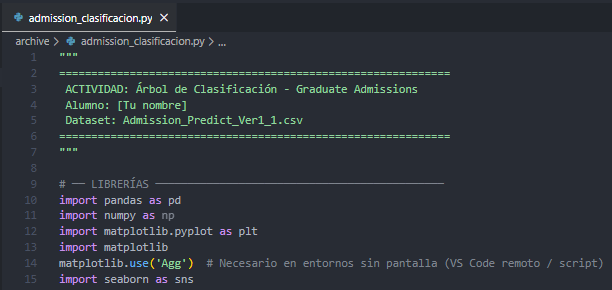 admission_clasificacion.py ×
archive > admission_clasificacion.py > ...
1 """
2 ============================================================
3 ACTIVIDAD: Árbol de Clasificación - Graduate Admissions
4 Alumno: [Tu nombre]
5 Dataset: Admission_Predict_Ver1_1.csv
6 ============================================================
7 """
8
9 # ── LIBRERÍAS ─────────────────────────────────────────────
10 import pandas as pd
11 import numpy as np
12 import matplotlib.pyplot as plt
13 import matplotlib
14 matplotlib.use('Agg')  # Necesario en entornos sin pantalla (VS Code remoto / script)
15 import seaborn as sns